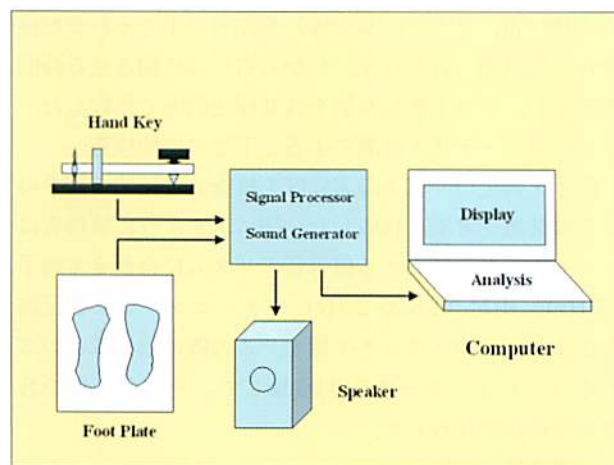 Hand Key
Signal Processor
Sound Generator
Display
Analysis
Computer
Speaker
Foot Plate